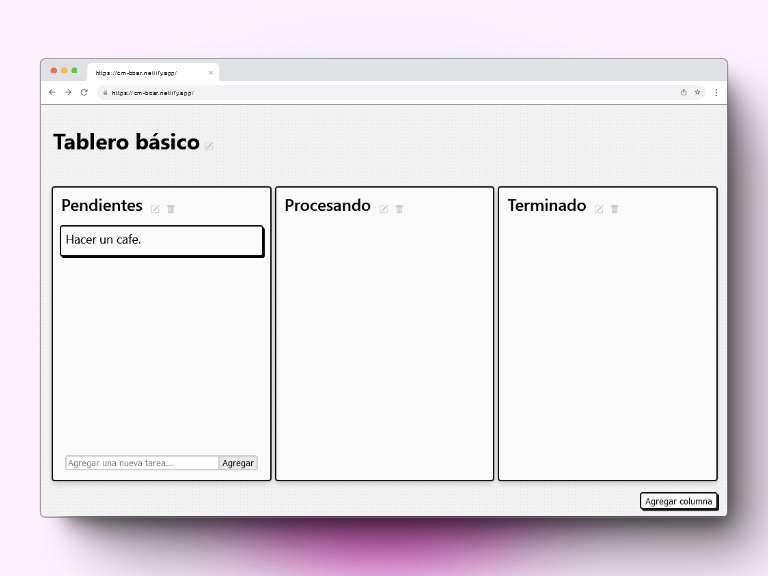 https://cm-boar.netlify.app/
https://cm-boar.netlify.app/
Tablero básico
Pendientes
Hacer un cafe.
Agregar una nueva tarea...
Agregar
Procesando
Terminado
Agregar columna